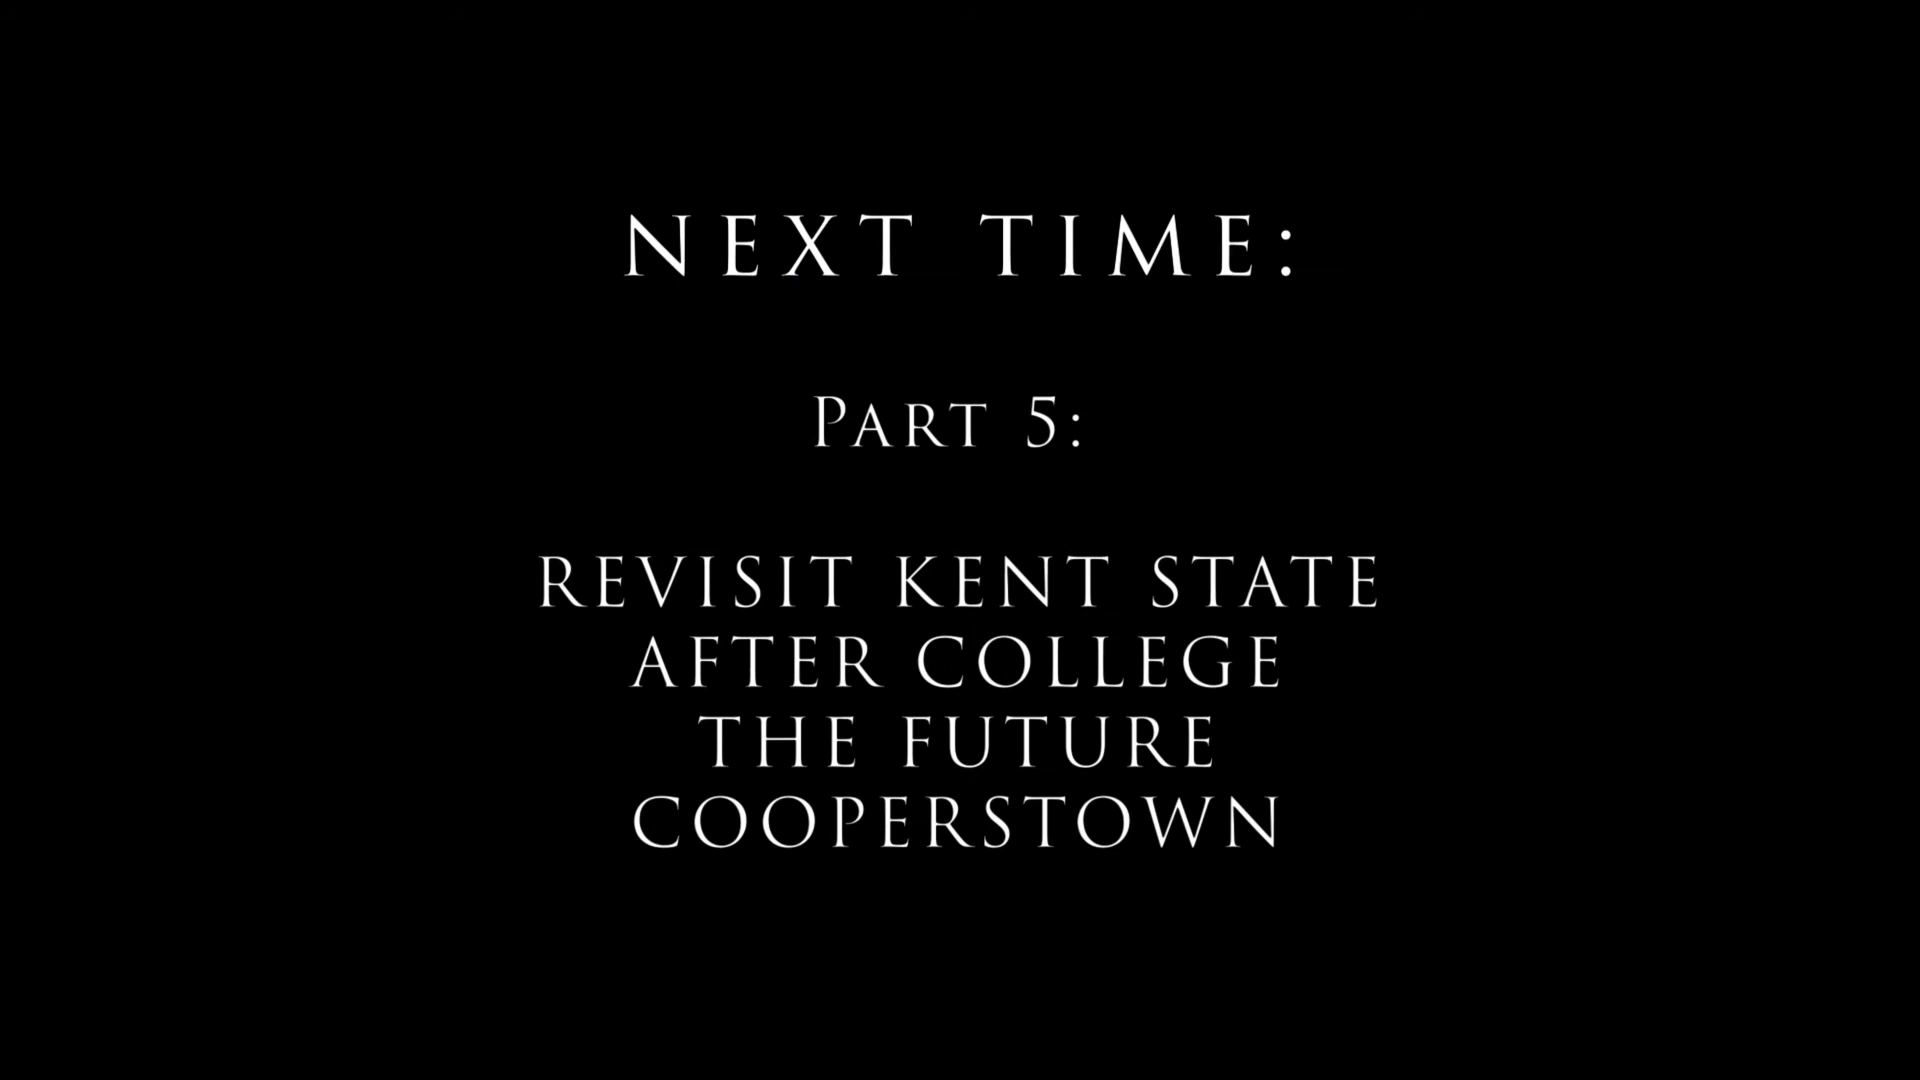 NEXT TIME:
Part 5:
REVISIT KENT STATE
AFTER COLLEGE
THE FUTURE
COOPERSTOWN